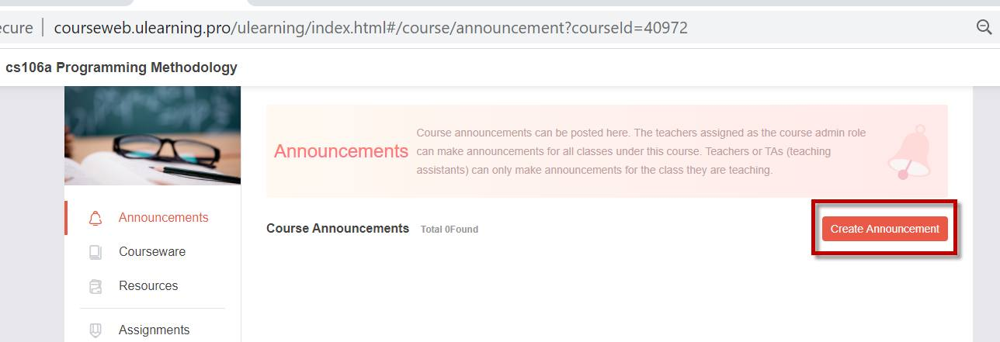 ecure courseweb.ulearning.pro/ulearning/index.html#/course/announcement?courseId=40972
cs106a Programming Methodology
Announcements
Course announcements can be posted here. The teachers assigned as the course admin role
can make announcements for all classes under this course. Teachers or TAs (teaching
assistants) can only make announcements for the class they are teaching.
Announcements
Courseware
Resources
Assignments
Course Announcements Total 0Found
Create Announcement